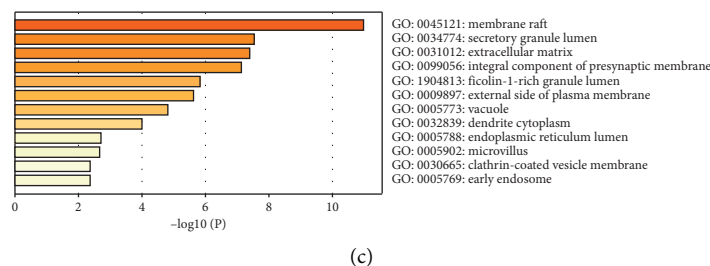 GO: 0045121: membrane raft
GO: 0034774: secretory granule lumen
GO: 0031012: extracellular matrix
GO: 0099056: integral component of presynaptic membrane
GO: 1904813: ficolin-1-rich granule lumen
GO: 0009897: external side of plasma membrane
GO: 0005773: vacuole
GO: 0032839: dendrite cytoplasm
GO: 0005788: endoplasmic reticulum lumen
GO: 0005902: microvillus
GO: 0030665: clathrin-coated vesicle membrane
GO: 0005769: early endosome
0 2 4 6 8 10
–log10 (P)
(c)